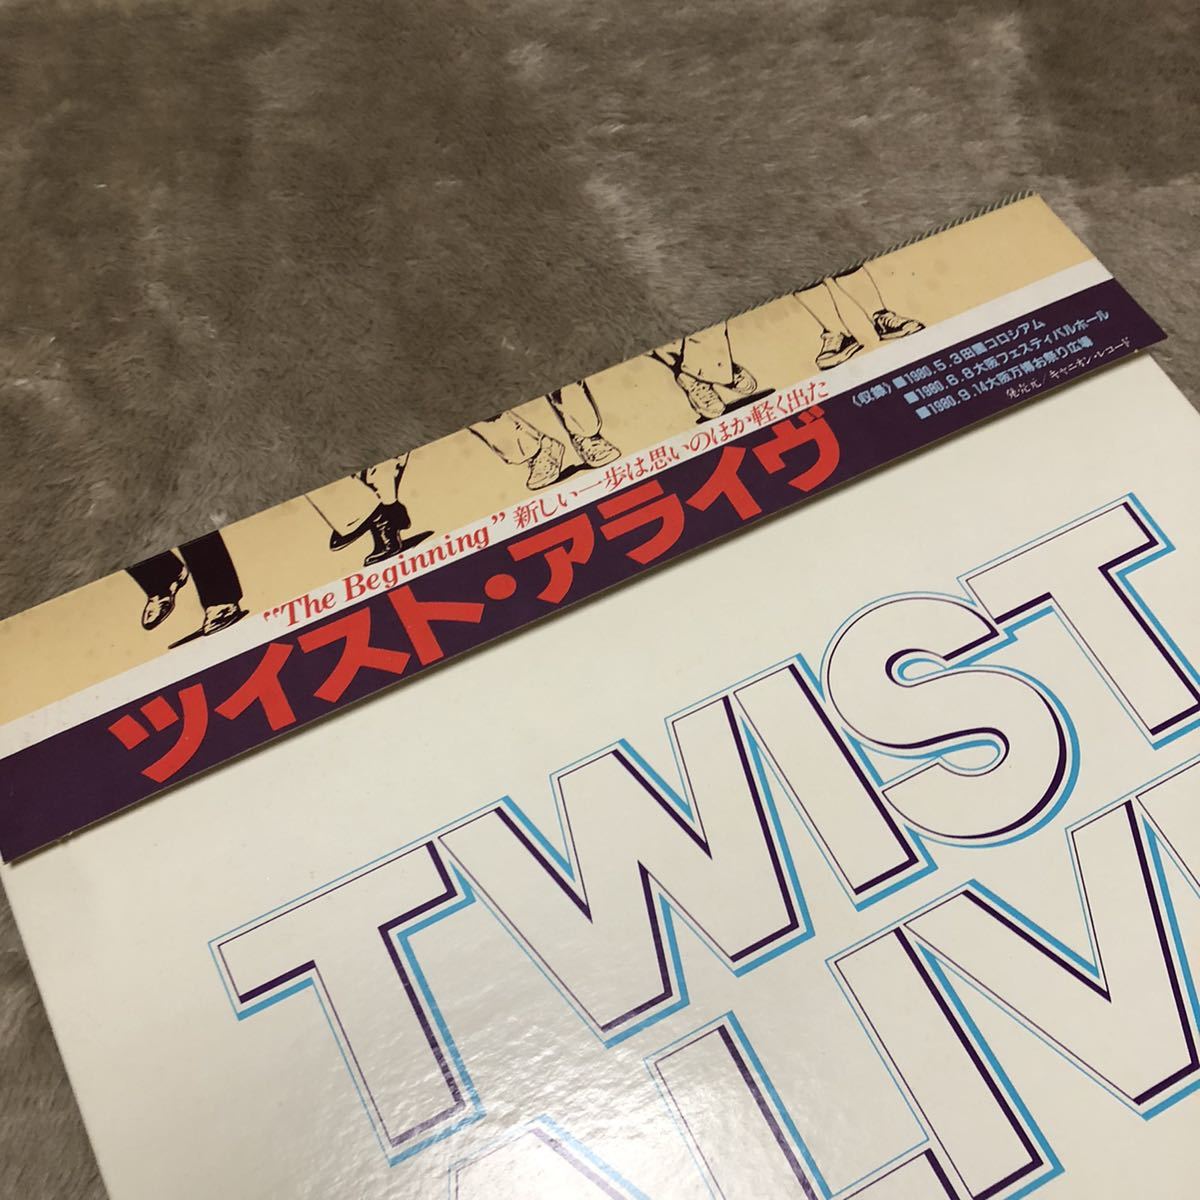 “The Beginning” 新しい一歩は思いのほか軽く出た
ツイスト・アライヴ
《収録》■1980.5.3田園コロシアム
■1980.8.8大阪フェスティバルホール
■1980.9.14大阪万博お祭り広場
発売元/キャニオン・レコード
TWIST
ALIV